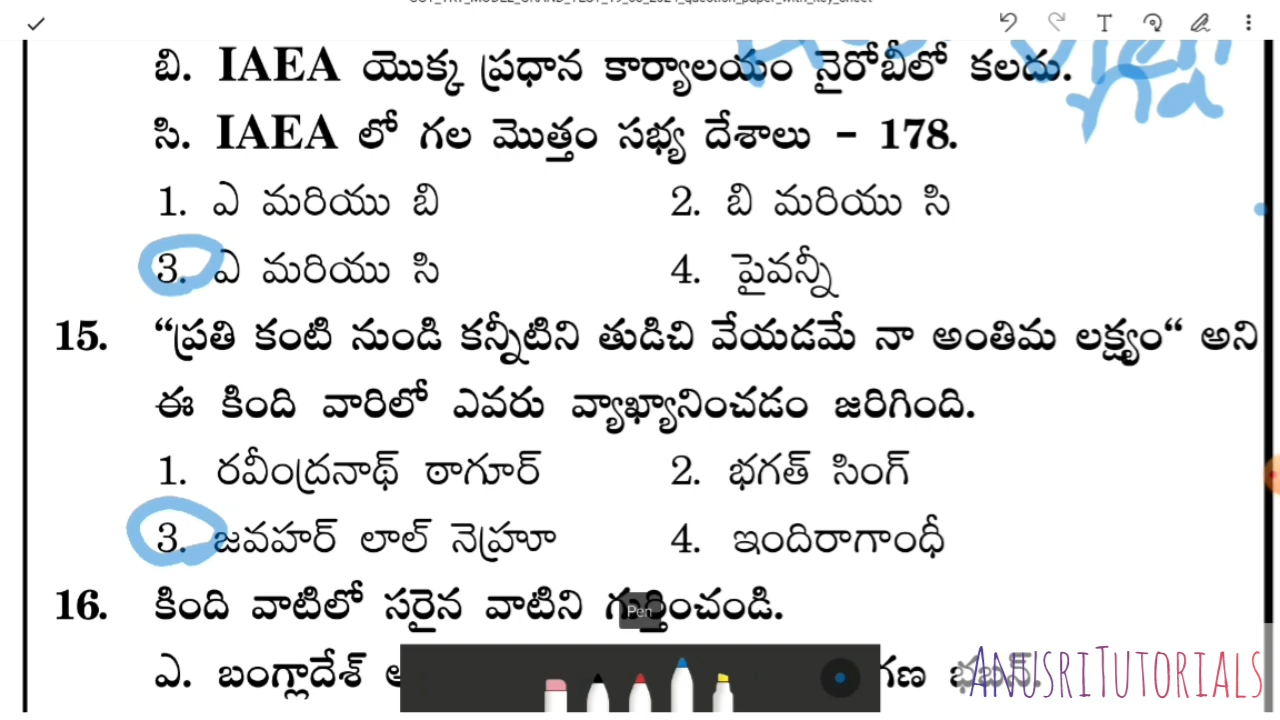 బి. IAEA యొక్క ప్రధాన కార్యాలయం నైరోబీలో కలదు.
సి. IAEA లో గల మొత్తం సభ్య దేశాలు - 178.
1. ఎ మరియు బి 2. బి మరియు సి
3. ఎ మరియు సి 4. పైవన్నీ
15. “ప్రతి కంటి నుండి కన్నీటిని తుడిచి వేయడమే నా అంతిమ లక్ష్యం“ అని
ఈ కింది వారిలో ఎవరు వ్యాఖ్యానించడం జరిగింది.
1. రవీంద్రనాథ్ ఠాగూర్ 2. భగత్ సింగ్
3. జవహర్ లాల్ నెహ్రూ 4. ఇందిరాగాంధీ
16. కింది వాటిలో సరైన వాటిని గుర్తించండి.
Pen
ఎ. బంగ్లాదేశ్
ANUSRITUTORIALS